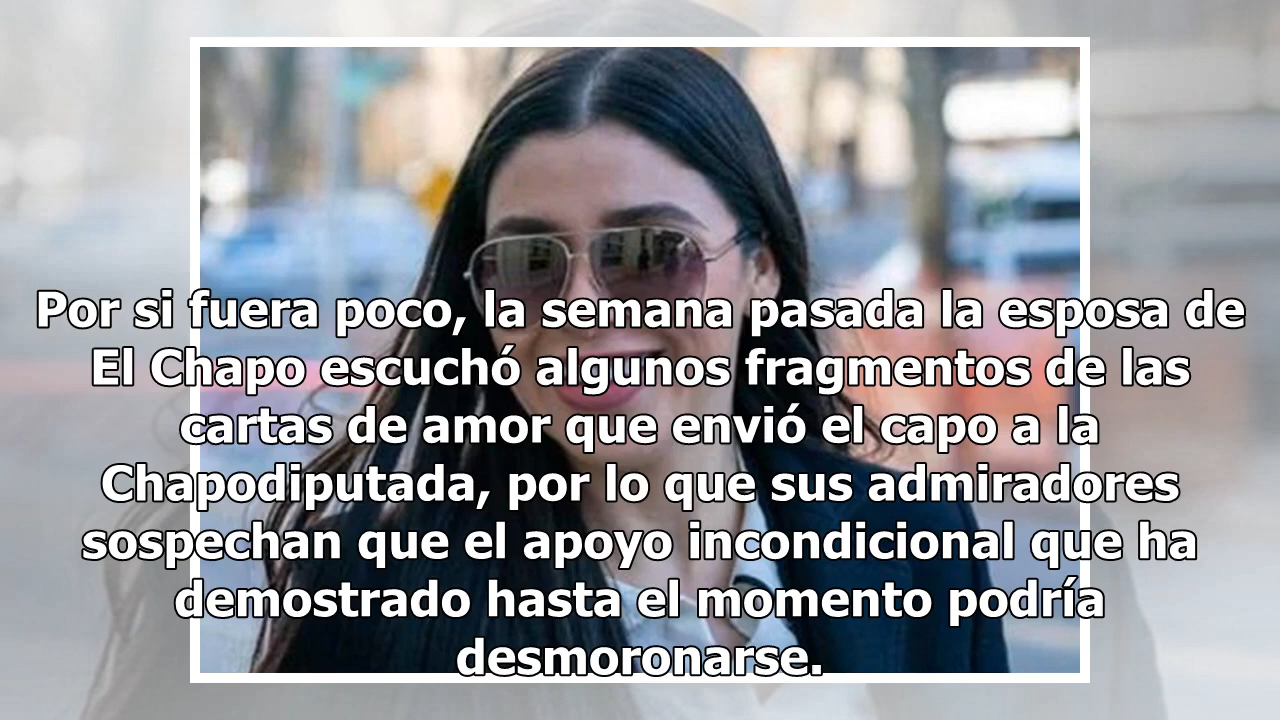 Por si fuera poco, la semana pasada la esposa de
El Chapo escuchó algunos fragmentos de las
cartas de amor que envió el capo a la
Chapodiputada, por lo que sus admiradores
sospechan que el apoyo incondicional que ha
demostrado hasta el momento podría
desmoronarse.